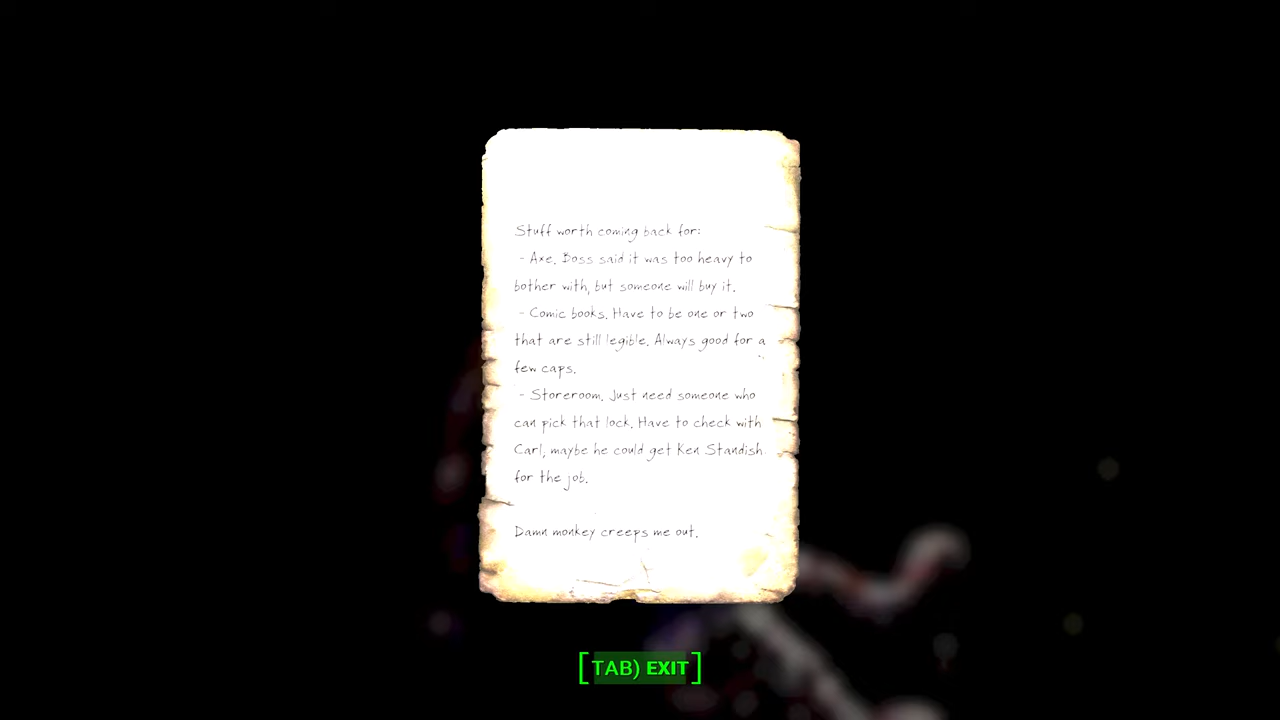 Stuff worth coming back for:
- Axe. Boss said it was too heavy to
bother with, but someone will buy it.
- Comic books. Have to be one or two
that are still legible. Always good for a
few caps.
- Storeroom. Just need someone who
can pick that lock. Have to check with
Carl, maybe he could get Ken Standish
for the job.
Damn monkey creeps me out.
[TAB) EXIT]